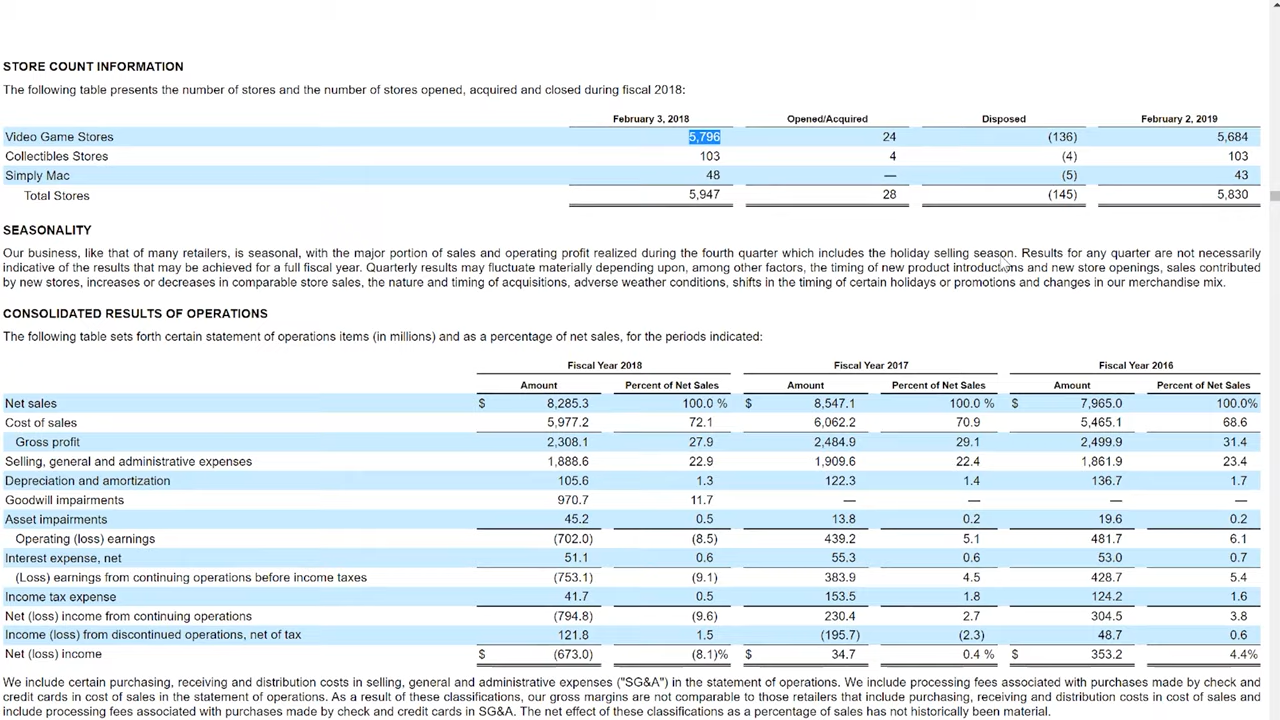 STORE COUNT INFORMATION
The following table presents the number of stores and the number of stores opened, acquired and closed during fiscal 2018:
February 3, 2018 Opened/Acquired Disposed February 2, 2019
Video Game Stores 5,796 24 (136) 5,684
Collectibles Stores 103 4 (4) 103
Simply Mac 48 — (5) 43
Total Stores 5,947 28 (145) 5,830
SEASONALITY
Our business, like that of many retailers, is seasonal, with the major portion of sales and operating profit realized during the fourth quarter which includes the holiday selling season. Results for any quarter are not necessarily
indicative of the results that may be achieved for a full fiscal year. Quarterly results may fluctuate materially depending upon, among other factors, the timing of new product introductions and new store openings, sales contributed
by new stores, increases or decreases in comparable store sales, the nature and timing of acquisitions, adverse weather conditions, shifts in the timing of certain holidays or promotions and changes in our merchandise mix.
CONSOLIDATED RESULTS OF OPERATIONS
The following table sets forth certain statement of operations items (in millions) and as a percentage of net sales, for the periods indicated:
Fiscal Year 2018 Fiscal Year 2017 Fiscal Year 2016
Amount Percent of Net Sales Amount Percent of Net Sales Amount Percent of Net Sales
Net sales $ 8,285.3 100.0 % $ 8,547.1 100.0 % $ 7,965.0 100.0%
Cost of sales 5,977.2 72.1 6,062.2 70.9 5,465.1 68.6
Gross profit 2,308.1 27.9 2,484.9 29.1 2,499.9 31.4
Selling, general and administrative expenses 1,888.6 22.9 1,909.6 22.4 1,861.9 23.4
Depreciation and amortization 105.6 1.3 122.3 1.4 136.7 1.7
Goodwill impairments 970.7 11.7 — — — —
Asset impairments 45.2 0.5 13.8 0.2 19.6 0.2
Operating (loss) earnings (702.0) (8.5) 439.2 5.1 481.7 6.1
Interest expense, net 51.1 0.6 55.3 0.6 53.0 0.7
(Loss) earnings from continuing operations before income taxes (753.1) (9.1) 383.9 4.5 428.7 5.4
Income tax expense 41.7 0.5 153.5 1.8 124.2 1.6
Net (loss) income from continuing operations (794.8) (9.6) 230.4 2.7 304.5 3.8
Income (loss) from discontinued operations, net of tax 121.8 1.5 (195.7) (2.3) 48.7 0.6
Net (loss) income $ (673.0) (8.1)% $ 34.7 0.4 % $ 353.2 4.4%
We include certain purchasing, receiving and distribution costs in selling, general and administrative expenses ("SG&A") in the statement of operations. We include processing fees associated with purchases made by check and
credit cards in cost of sales in the statement of operations. As a result of these classifications, our gross margins are not comparable to those retailers that include purchasing, receiving and distribution costs in cost of sales and
include processing fees associated with purchases made by check and credit cards in SG&A. The net effect of these classifications as a percentage of sales has not historically been material.